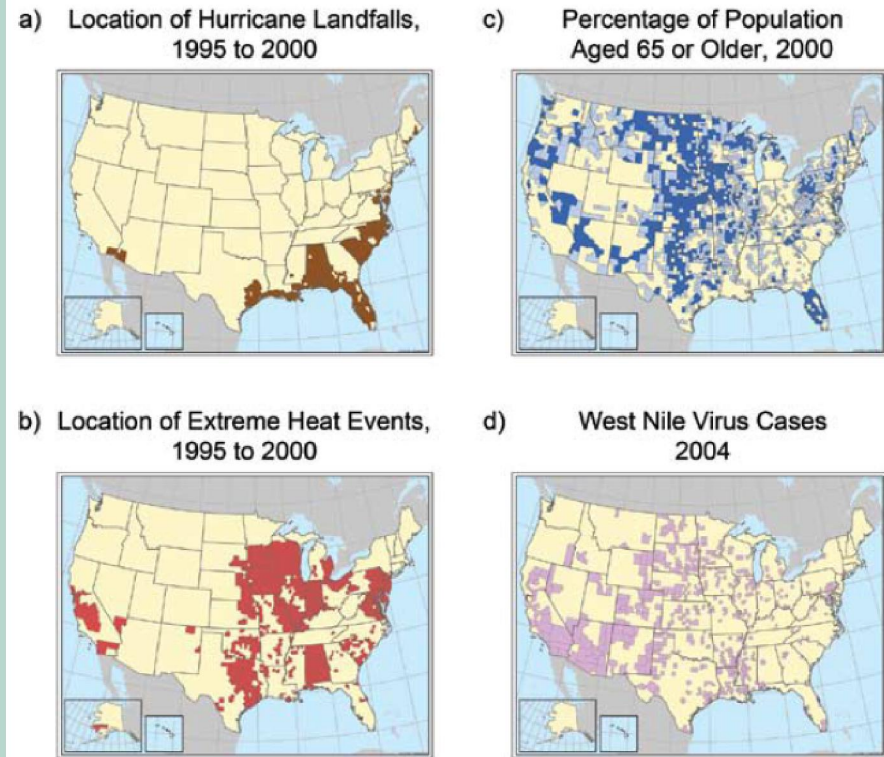 a) Location of Hurricane Landfalls,
1995 to 2000
c) Percentage of Population
Aged 65 or Older, 2000
b) Location of Extreme Heat Events,
1995 to 2000
d) West Nile Virus Cases
2004